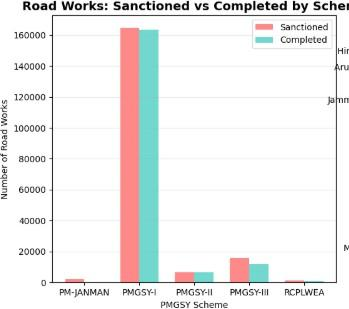 Road Works: Sanctioned vs Completed by Schem
Sanctioned
Completed
160000
140000
120000
100000
80000
60000
40000
20000
0
Number of Road Works
PM-JANMAN PMGSY-I PMGSY-II PMGSY-III RCPLWEA
PMGSY Scheme
Hir
Aru
Jamm
M